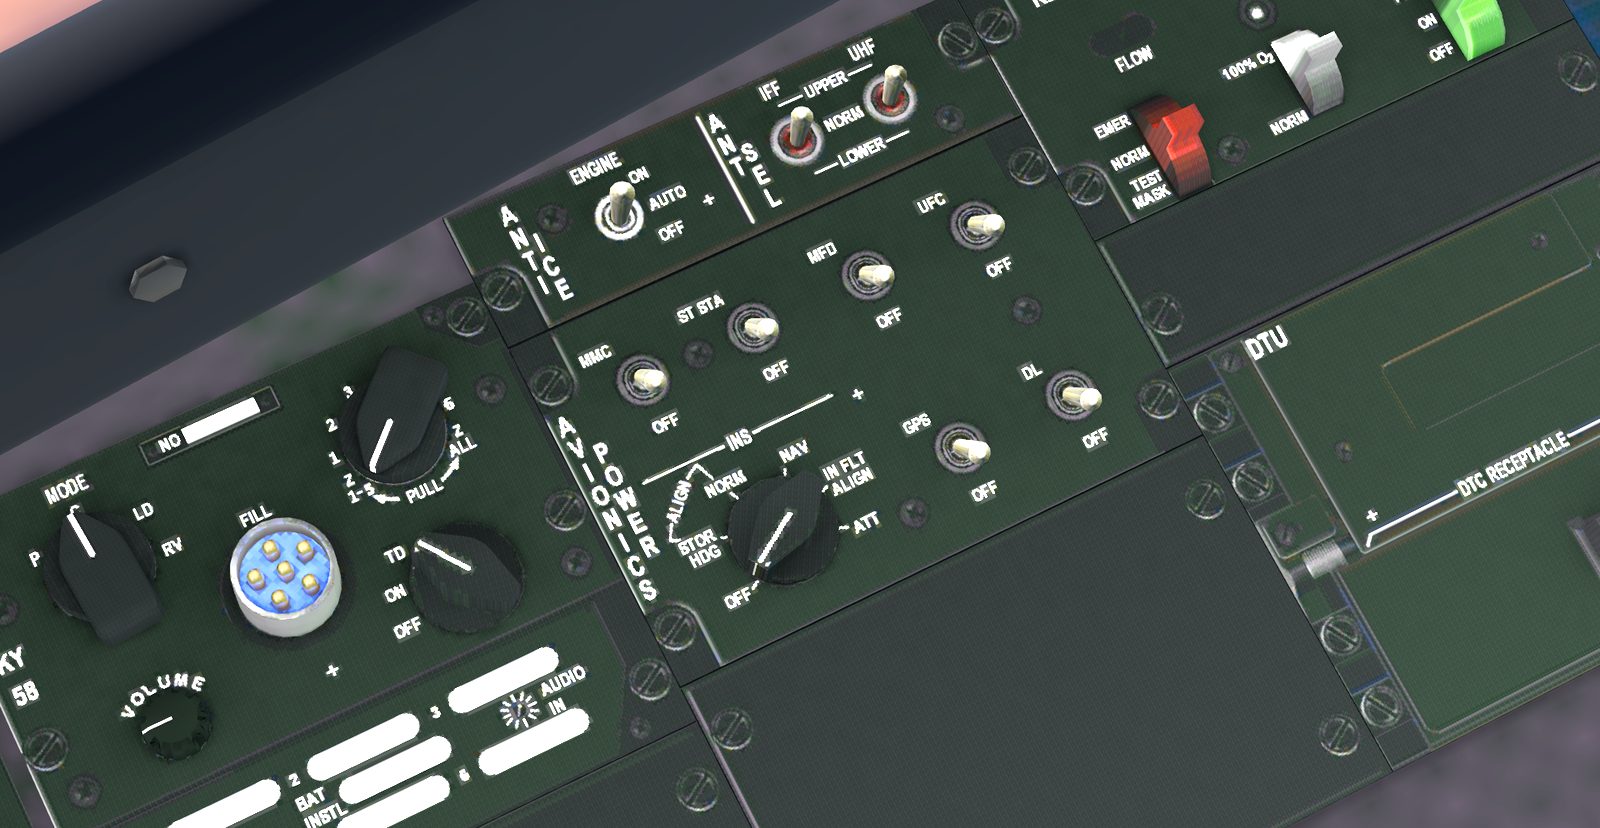 FLOW
100% O2
NORM
ON
OFF
EMER
NORM
TEST
MASK
IFF
UHF
UPPER
NORM
LOWER
ANT
SEL
ENGINE
ON
AUTO
OFF
+
ANTI
ICE
UFC
OFF
MFD
OFF
ST STA
OFF
MMC
OFF
DL
OFF
GPS
OFF
+
INS
ALIGN
NORM
NAV
IN FLT
ALIGN
ATT
STOR
HDG
OFF
AVIONICS
POWER
DTU
DTC RECEPTACLE
+
NO
3
2
1
6
Z
1-5
Z
ALL
PULL
MODE
P
C
LD
RV
FILL
TD
ON
OFF
KY
58
VOLUME
+
3
AUDIO
IN
2
BAT
INSTL
6